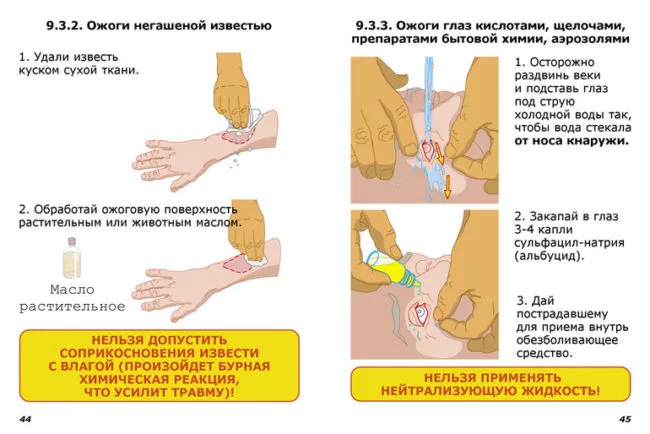 9.3.2. Ожоги негашеной известью
1. Удали известь
куском сухой ткани.
2. Обработай ожоговую поверхность
растительным или животным маслом.
Масло
растительное
НЕЛЬЗЯ ДОПУСТИТЬ
СОПРИКОСНОВЕНИЯ ИЗВЕСТИ
С ВЛАГОЙ (ПРОИЗОЙДЕТ БУРНАЯ
ХИМИЧЕСКАЯ РЕАКЦИЯ,
ЧТО УСИЛИТ ТРАВМУ)!
44
9.3.3. Ожоги глаз кислотами, щелочами,
препаратами бытовой химии, аэрозолями
1. Осторожно
раздвинь веки
и подставь глаз
под струю
холодной воды так,
чтобы вода стекала
от носа кнаружи.
2. Закапай в глаз
3-4 капли
сульфацил-натрия
(альбуцид).
3. Дай
пострадавшему
для приема внутрь
обезболивающее
средство.
НЕЛЬЗЯ ПРИМЕНЯТЬ
НЕЙТРАЛИЗУЮЩУЮ ЖИДКОСТЬ!
45